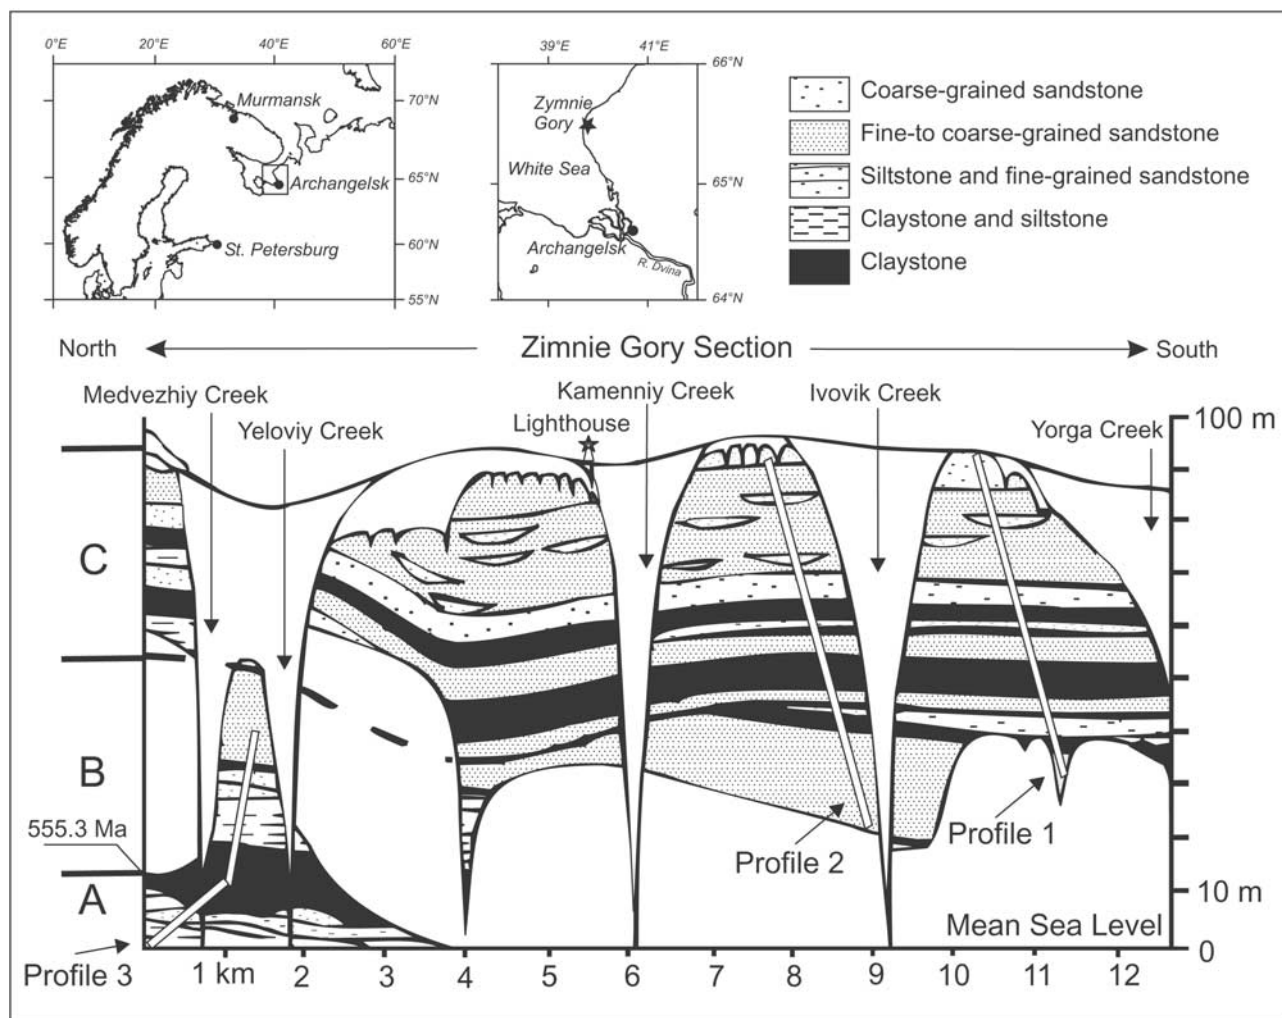 0°E 20°E 40°E 60°E
Murmansk
70°N
Archangelsk
65°N
St. Petersburg
60°N
55°N
39°E 41°E
66°N
Zymnie
Gory
White Sea
65°N
Archangelsk
R. Dvina
64°N
Coarse-grained sandstone
Fine-to coarse-grained sandstone
Siltstone and fine-grained sandstone
Claystone and siltstone
Claystone
North
Zimnie Gory Section
South
Medvezhiy Creek
Yeloviy Creek
Lighthouse
Kamenniy Creek
Ivovik Creek
Yorga Creek
100 m
C
B
555.3 Ma
A
Profile 3
Profile 2
Profile 1
10 m
Mean Sea Level
0
1 km 2 3 4 5 6 7 8 9 10 11 12